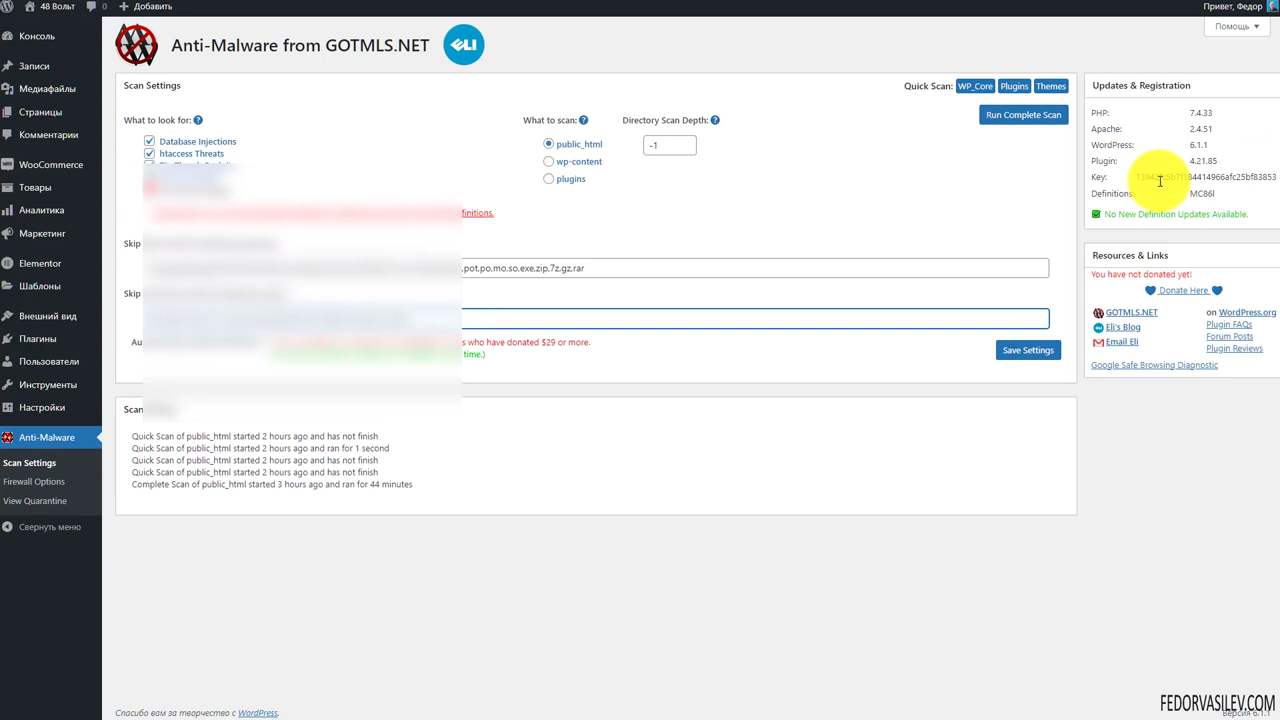 48 Вольт
0
Добавить
Привет, Федор
Помощь
Anti-Malware from GOTMLS.NET
ELI
Консоль
Записи
Медиафайлы
Страницы
Комментарии
WooCommerce
Товары
Аналитика
Маркетинг
Elementor
Шаблоны
Внешний вид
Плагины
Пользователи
Инструменты
Настройки
Anti-Malware
Scan Settings
Firewall Options
View Quarantine
Свернуть меню
Scan Settings
Quick Scan: WP_Core Plugins Themes
What to look for:
What to scan:
Directory Scan Depth:
Run Complete Scan
Database Injections
htaccess Threats
public_html
-1
wp-content
plugins
finitions.
Skip
.pot,po,mo,so,exe,zip,7z,gz,rar
Skip
Au
s who have donated $29 or more.
time.)
Save Settings
Scan
Quick Scan of public_html started 2 hours ago and has not finish
Quick Scan of public_html started 2 hours ago and ran for 1 second
Quick Scan of public_html started 2 hours ago and has not finish
Quick Scan of public_html started 2 hours ago and has not finish
Complete Scan of public_html started 3 hours ago and ran for 44 minutes
Updates & Registration
PHP: 7.4.33
Apache: 2.4.51
WordPress: 6.1.1
Plugin: 4.21.85
Key:
Definitions: MC86I
No New Definition Updates Available.
Resources & Links
You have not donated yet!
Donate Here
GOTMLS.NET
Eli's Blog
Email Eli
on WordPress.org
Plugin FAQs
Forum Posts
Plugin Reviews
Google Safe Browsing Diagnostic
Спасибо вам за творчество с WordPress.
FEDORVASILEV.COM
Версия 6.1.1